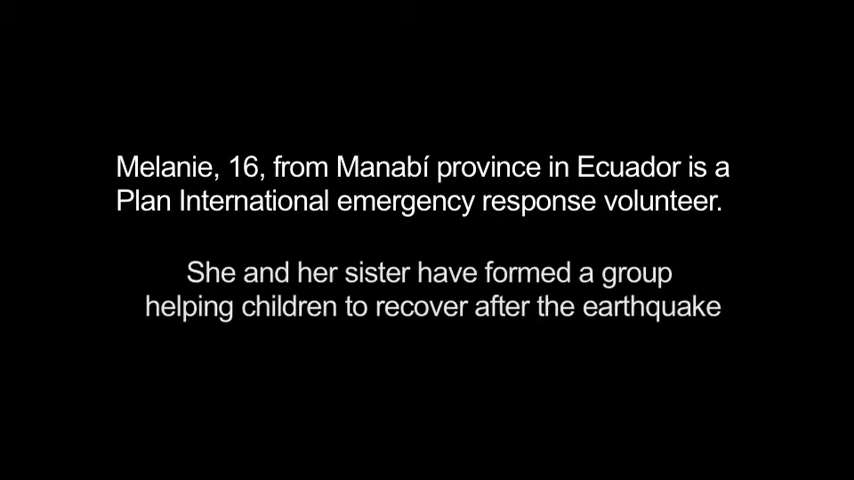 Melanie, 16, from Manabí province in Ecuador is a
Plan International emergency response volunteer.
She and her sister have formed a group
helping children to recover after the earthquake